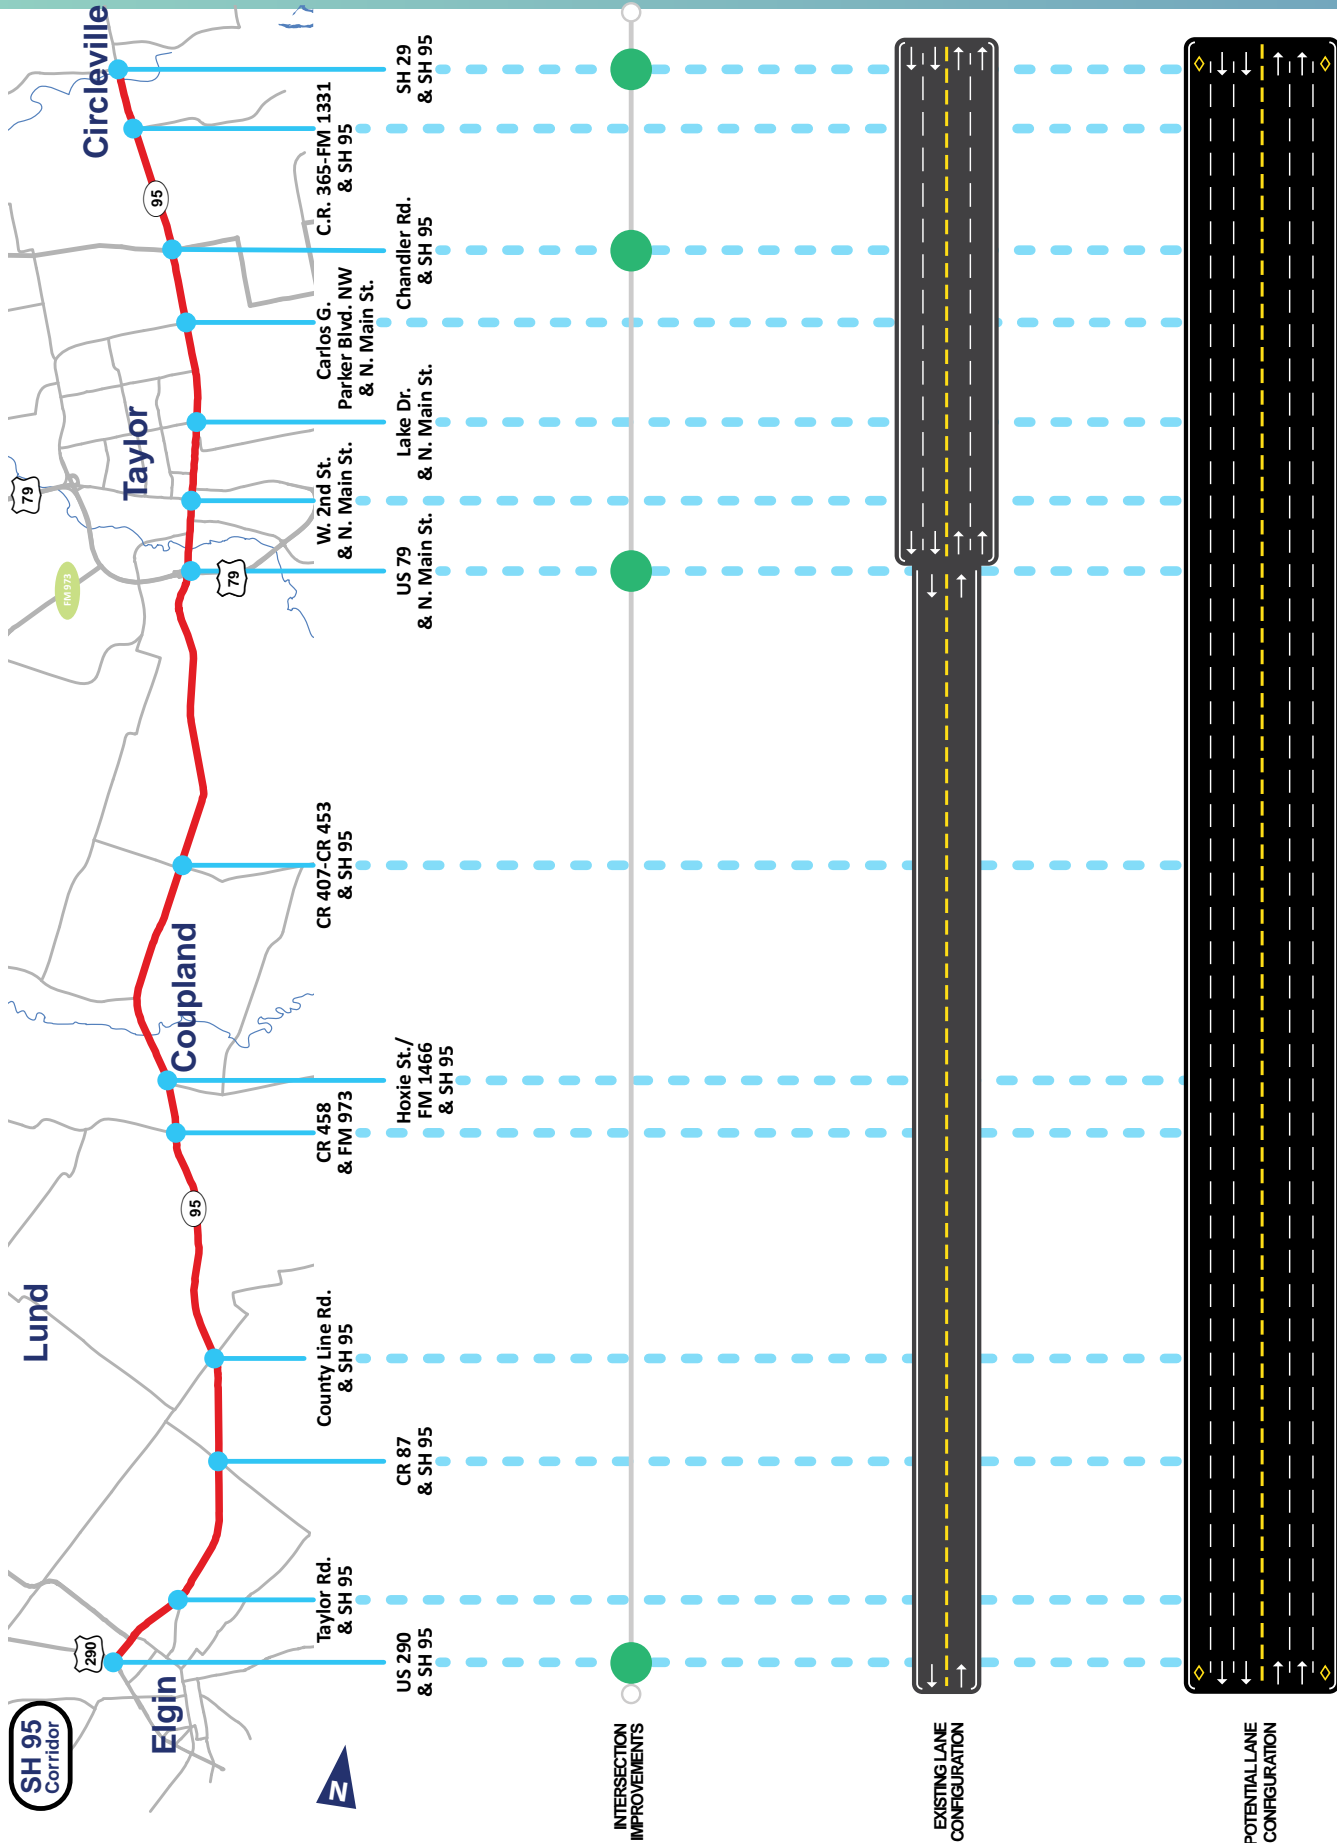 SH 95
Corridor
Elgin
Lund
Coupland
Taylor
Circleville
290
95
79
79
FM 973
95
N
US 290
& SH 95
Taylor Rd.
& SH 95
CR 87
& SH 95
County Line Rd.
& SH 95
CR 458
& FM 973
Hoxie St./
FM 1466
& SH 95
CR 407-CR 453
& SH 95
US 79
& N. Main St.
W. 2nd St.
& N. Main St.
Lake Dr.
& N. Main St.
Carlos G.
Parker Blvd. NW
& N. Main St.
Chandler Rd.
& SH 95
C.R. 365-FM 1331
& SH 95
SH 29
& SH 95
INTERSECTION
IMPROVEMENTS
EXISTING LANE
CONFIGURATION
POTENTIAL LANE
CONFIGURATION